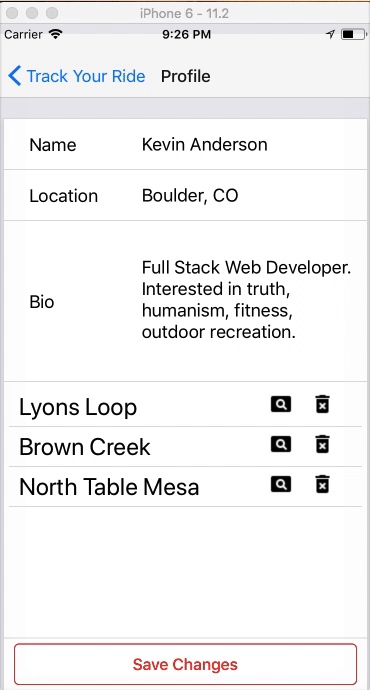 iPhone 6 - 11.2
Carrier 9:26 PM
Track Your Ride Profile
Name Kevin Anderson
Location Boulder, CO
Bio
Full Stack Web Developer.
Interested in truth,
humanism, fitness,
outdoor recreation.
Lyons Loop
Brown Creek
North Table Mesa
Save Changes